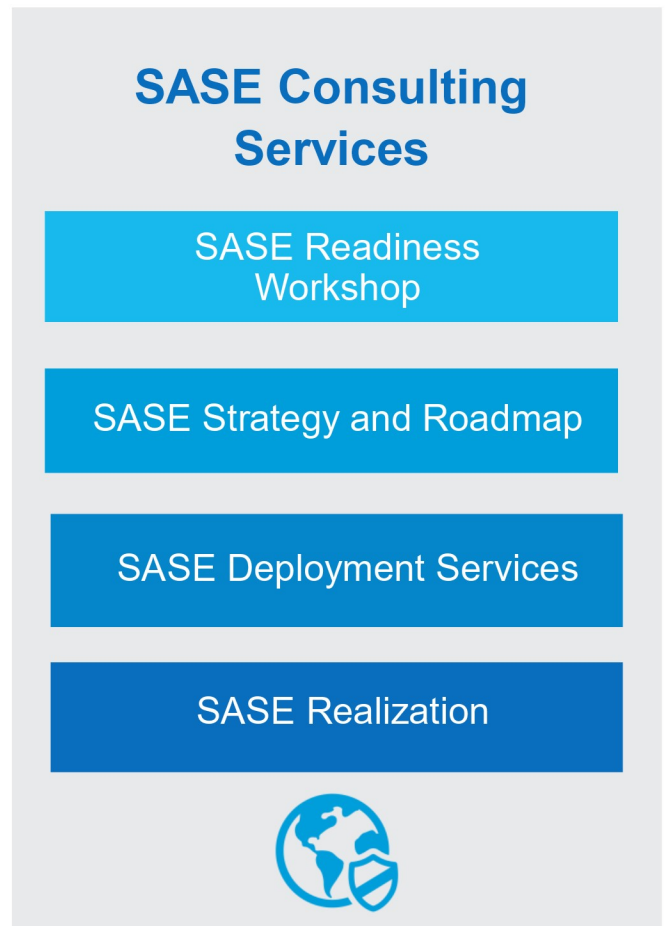 SASE Consulting
Services
SASE Readiness
Workshop
SASE Strategy and Roadmap
SASE Deployment Services
SASE Realization